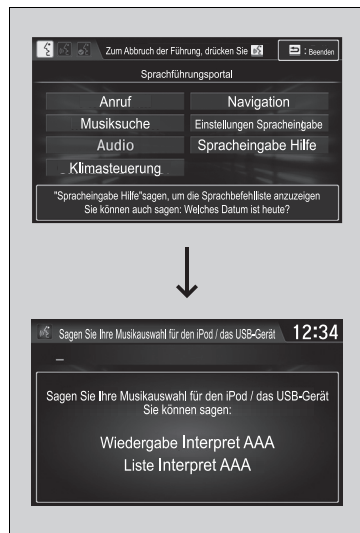 Zum Abbruch der Führung, drücken Sie
: Beenden
Sprachführungsportal
Anruf
Navigation
Musiksuche
Einstellungen Spracheingabe
Audio
Spracheingabe Hilfe
Klimasteuerung
"Spracheingabe Hilfe"sagen, um die Sprachbefehlliste anzuzeigen
Sie können auch sagen: Welches Datum ist heute?
Sagen Sie Ihre Musikauswahl für den iPod / das USB-Gerät
12:34
Sagen Sie Ihre Musikauswahl für den iPod / das USB-Gerät
Sie können sagen:
Wiedergabe Interpret AAA
Liste Interpret AAA